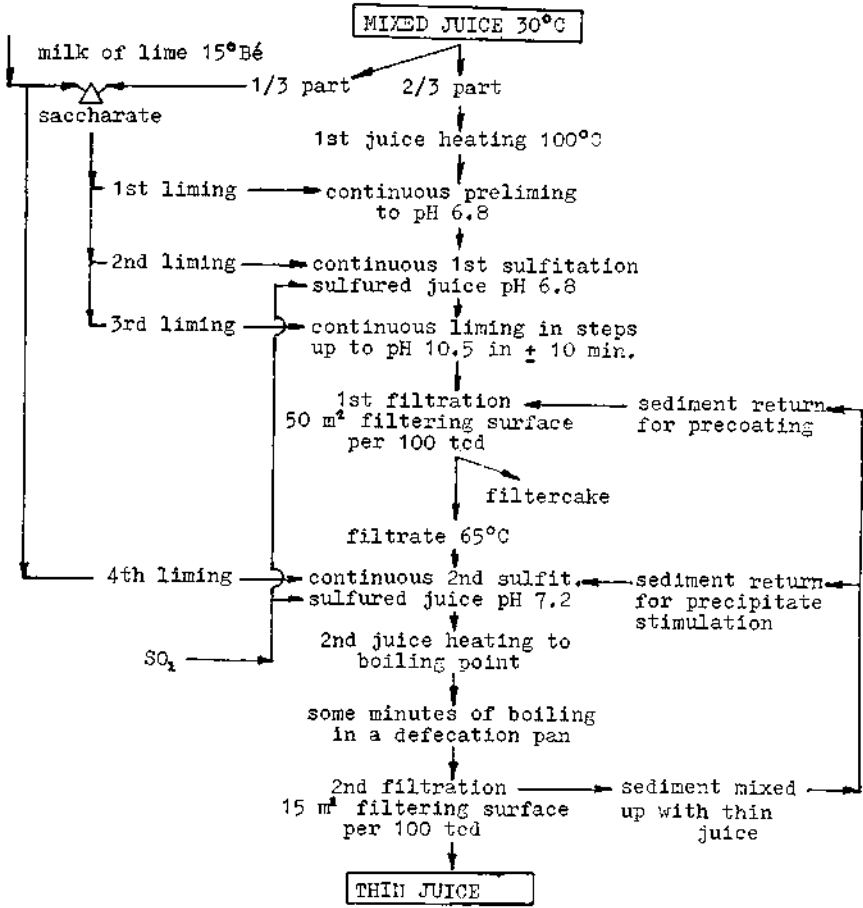 MIXED JUICE 30°C
milk of lime 15°Bé
1/3 part
2/3 part
saccharate
1st juice heating 100°C
1st liming
continuous preliming
to pH 6.8
2nd liming
continuous 1st sulfitation
sulfured juice pH 6.8
3rd liming
continuous liming in steps
up to pH 10.5 in ± 10 min.
1st filtration
50 m² filtering surface
per 100 tcd
sediment return
for precoating
filtercake
filtrate 65°C
4th liming
continuous 2nd sulfit.
sulfured juice pH 7.2
sediment return
for precipitate
stimulation
SO₂
2nd juice heating to
boiling point
some minutes of boiling
in a defecation pan
2nd filtration
15 m² filtering surface
per 100 tcd
sediment mixed
up with thin
juice
THIN JUICE